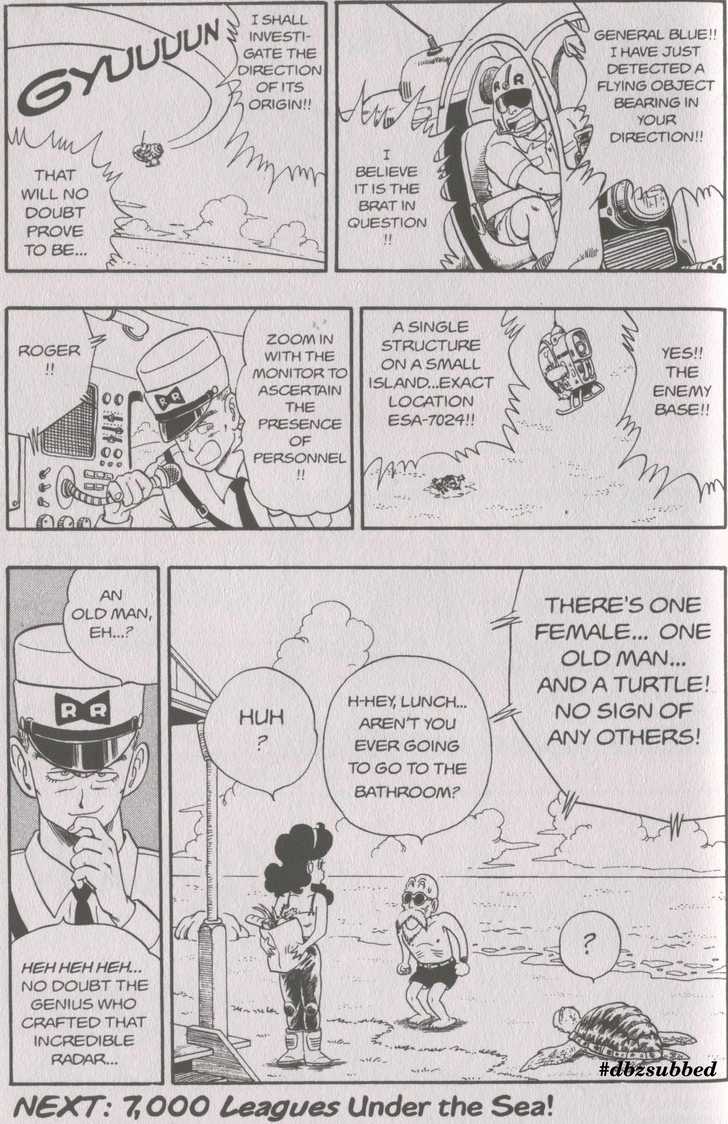 GENERAL BLUE!!
I HAVE JUST
DETECTED A
FLYING OBJECT
BEARING IN
YOUR
DIRECTION!!
R R
I
BELIEVE
IT IS THE
BRAT IN
QUESTION
!!
I SHALL
INVESTI-
GATE THE
DIRECTION
OF ITS
ORIGIN!!
GYUUUUN
THAT
WILL NO
DOUBT
PROVE
TO BE...
YES!!
THE
ENEMY
BASE!!
A SINGLE
STRUCTURE
ON A SMALL
ISLAND...EXACT
LOCATION
ESA-7024!!
ZOOM IN
WITH THE
MONITOR TO
ASCERTAIN
THE
PRESENCE
OF
PERSONNEL
!!
RR
ROGER
!!
THERE'S ONE
FEMALE... ONE
OLD MAN...
AND A TURTLE!
NO SIGN OF
ANY OTHERS!
H-HEY, LUNCH...
AREN'T YOU
EVER GOING
TO GO TO THE
BATHROOM?
HUH
?
?
AN
OLD MAN,
EH...?
R R
HEH HEH HEH...
NO DOUBT THE
GENIUS WHO
CRAFTED THAT
INCREDIBLE
RADAR...
#dbzsubbed
NEXT: 7,000 Leagues Under the Sea!